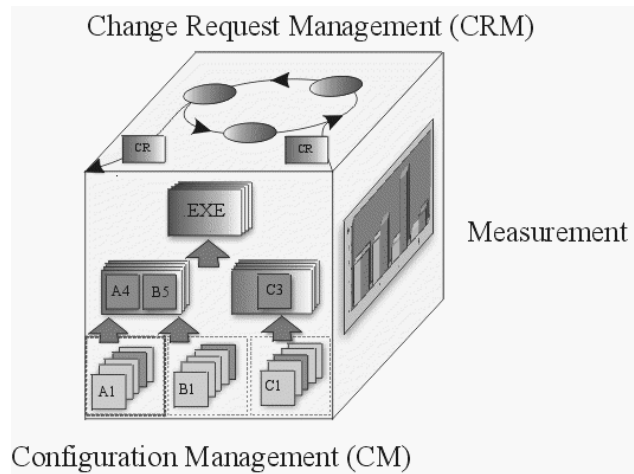 Change Request Management (CRM)
CR
CR
.EXE
Measurement
A4
B5
C3
A1
B1
C1
Configuration Management (CM)